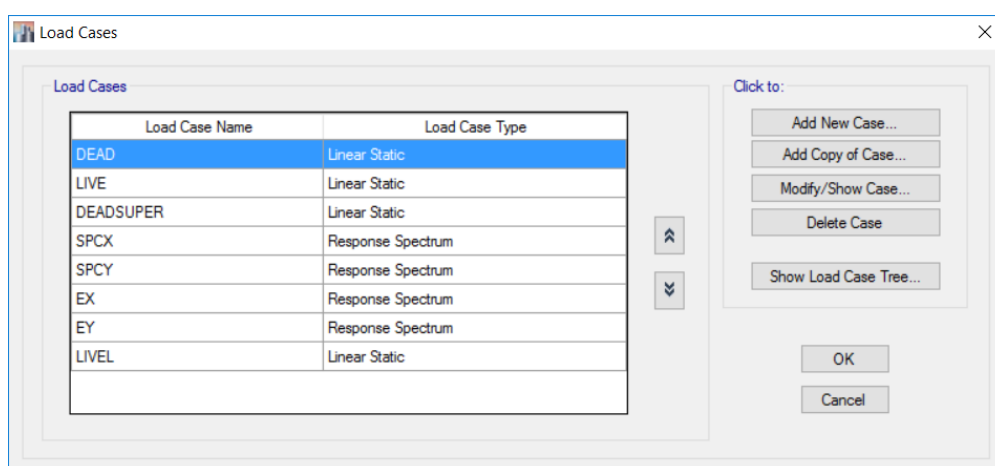 Load Cases
Load Cases
Load Case Name Load Case Type
DEAD Linear Static
LIVE Linear Static
DEADSUPER Linear Static
SPCX Response Spectrum
SPCY Response Spectrum
EX Response Spectrum
EY Response Spectrum
LIVEL Linear Static
Click to:
Add New Case...
Add Copy of Case...
Modify/Show Case...
Delete Case
Show Load Case Tree...
OK
Cancel